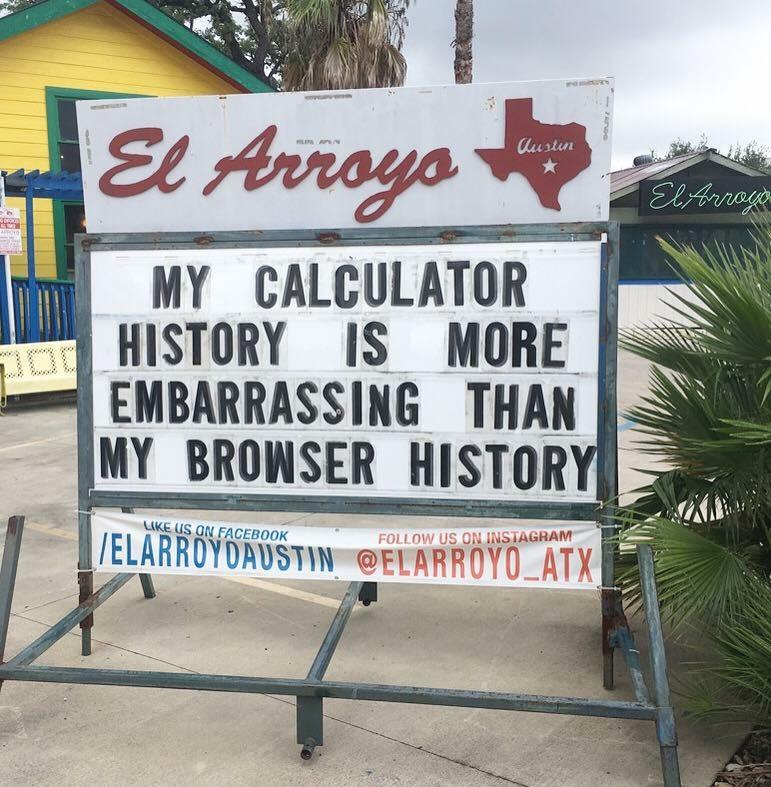 El Arroyo
Austin
El Arroyo
MY CALCULATOR
HISTORY IS MORE
EMBARRASSING THAN
MY BROWSER HISTORY
LIKE US ON FACEBOOK
/ELARROYOAUSTIN
FOLLOW US ON INSTAGRAM
@ELARROYO_ATX